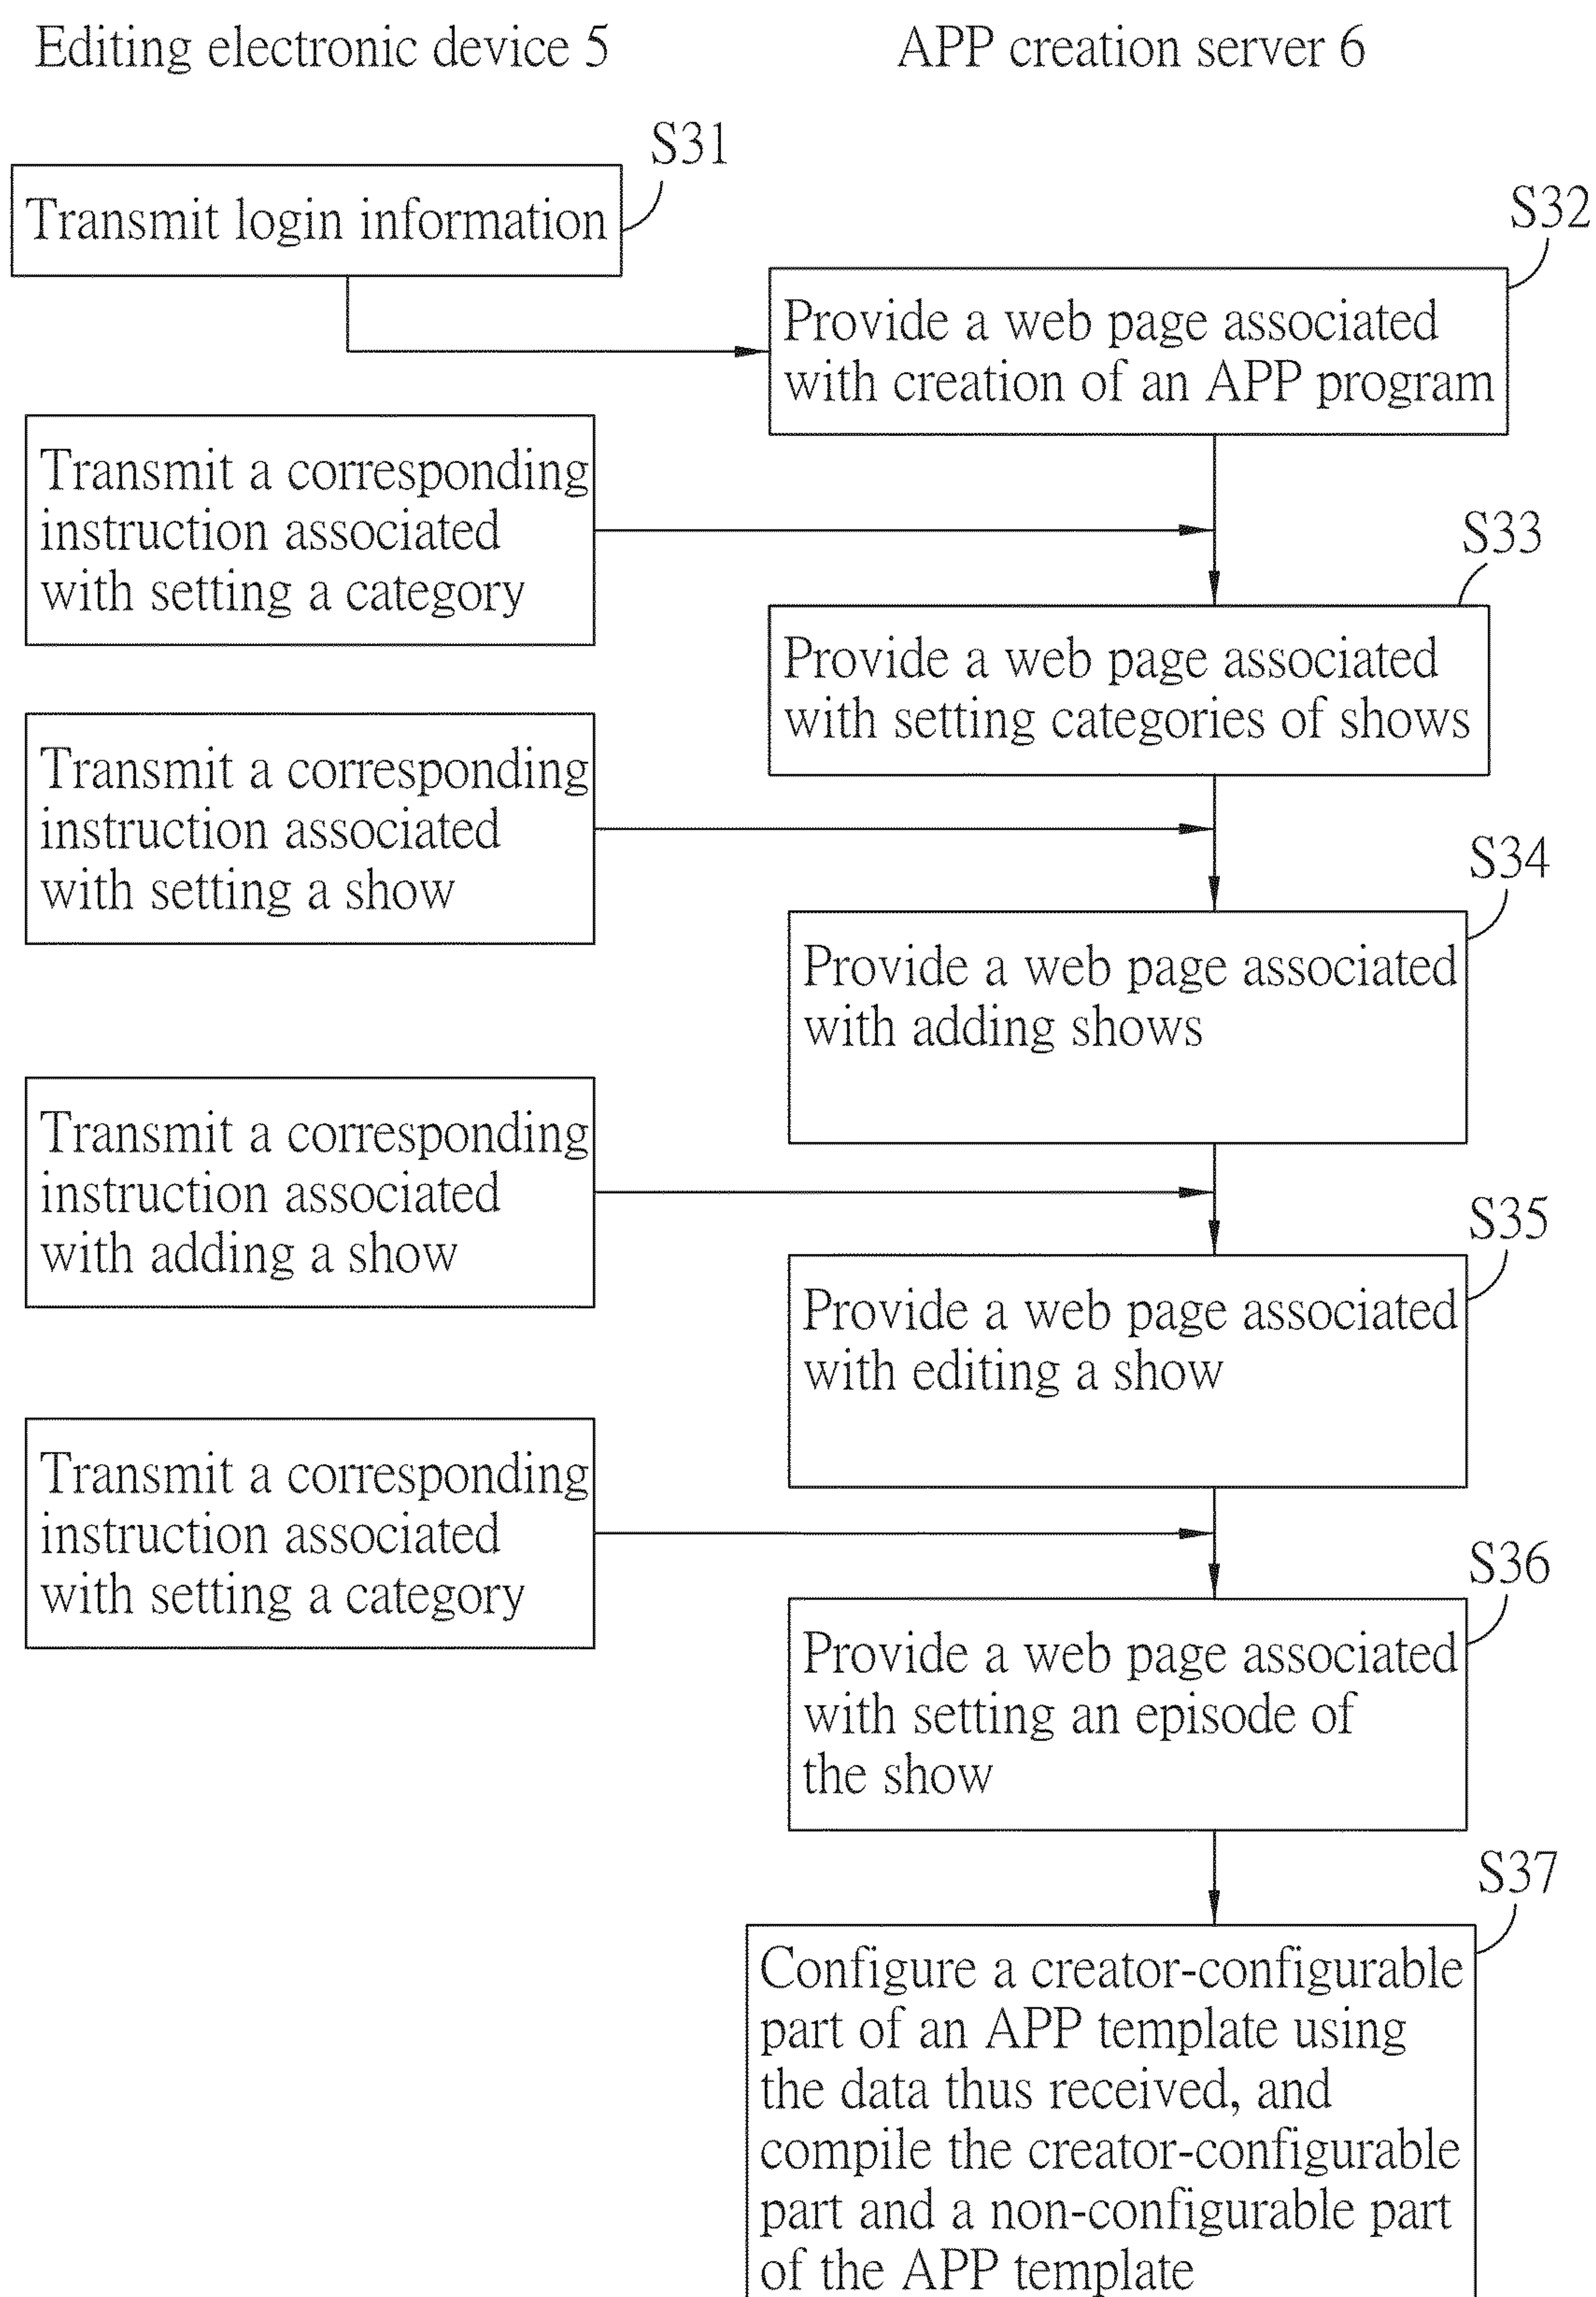 Editing electronic device 5
APP creation server 6
S31
Transmit login information
S32
Provide a web page associated
with creation of an APP program
Transmit a corresponding
instruction associated
with setting a category
S33
Provide a web page associated
with setting categories of shows
Transmit a corresponding
instruction associated
with setting a show
S34
Provide a web page associated
with adding shows
Transmit a corresponding
instruction associated
with adding a show
S35
Provide a web page associated
with editing a show
Transmit a corresponding
instruction associated
with setting a category
S36
Provide a web page associated
with setting an episode of
the show
S37
Configure a creator-configurable
part of an APP template using
the data thus received, and
compile the creator-configurable
part and a non-configurable part
of the APP template